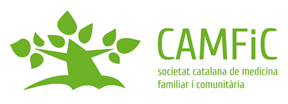 CAMFiC
societat catalana de medicina
familiar i comunitària